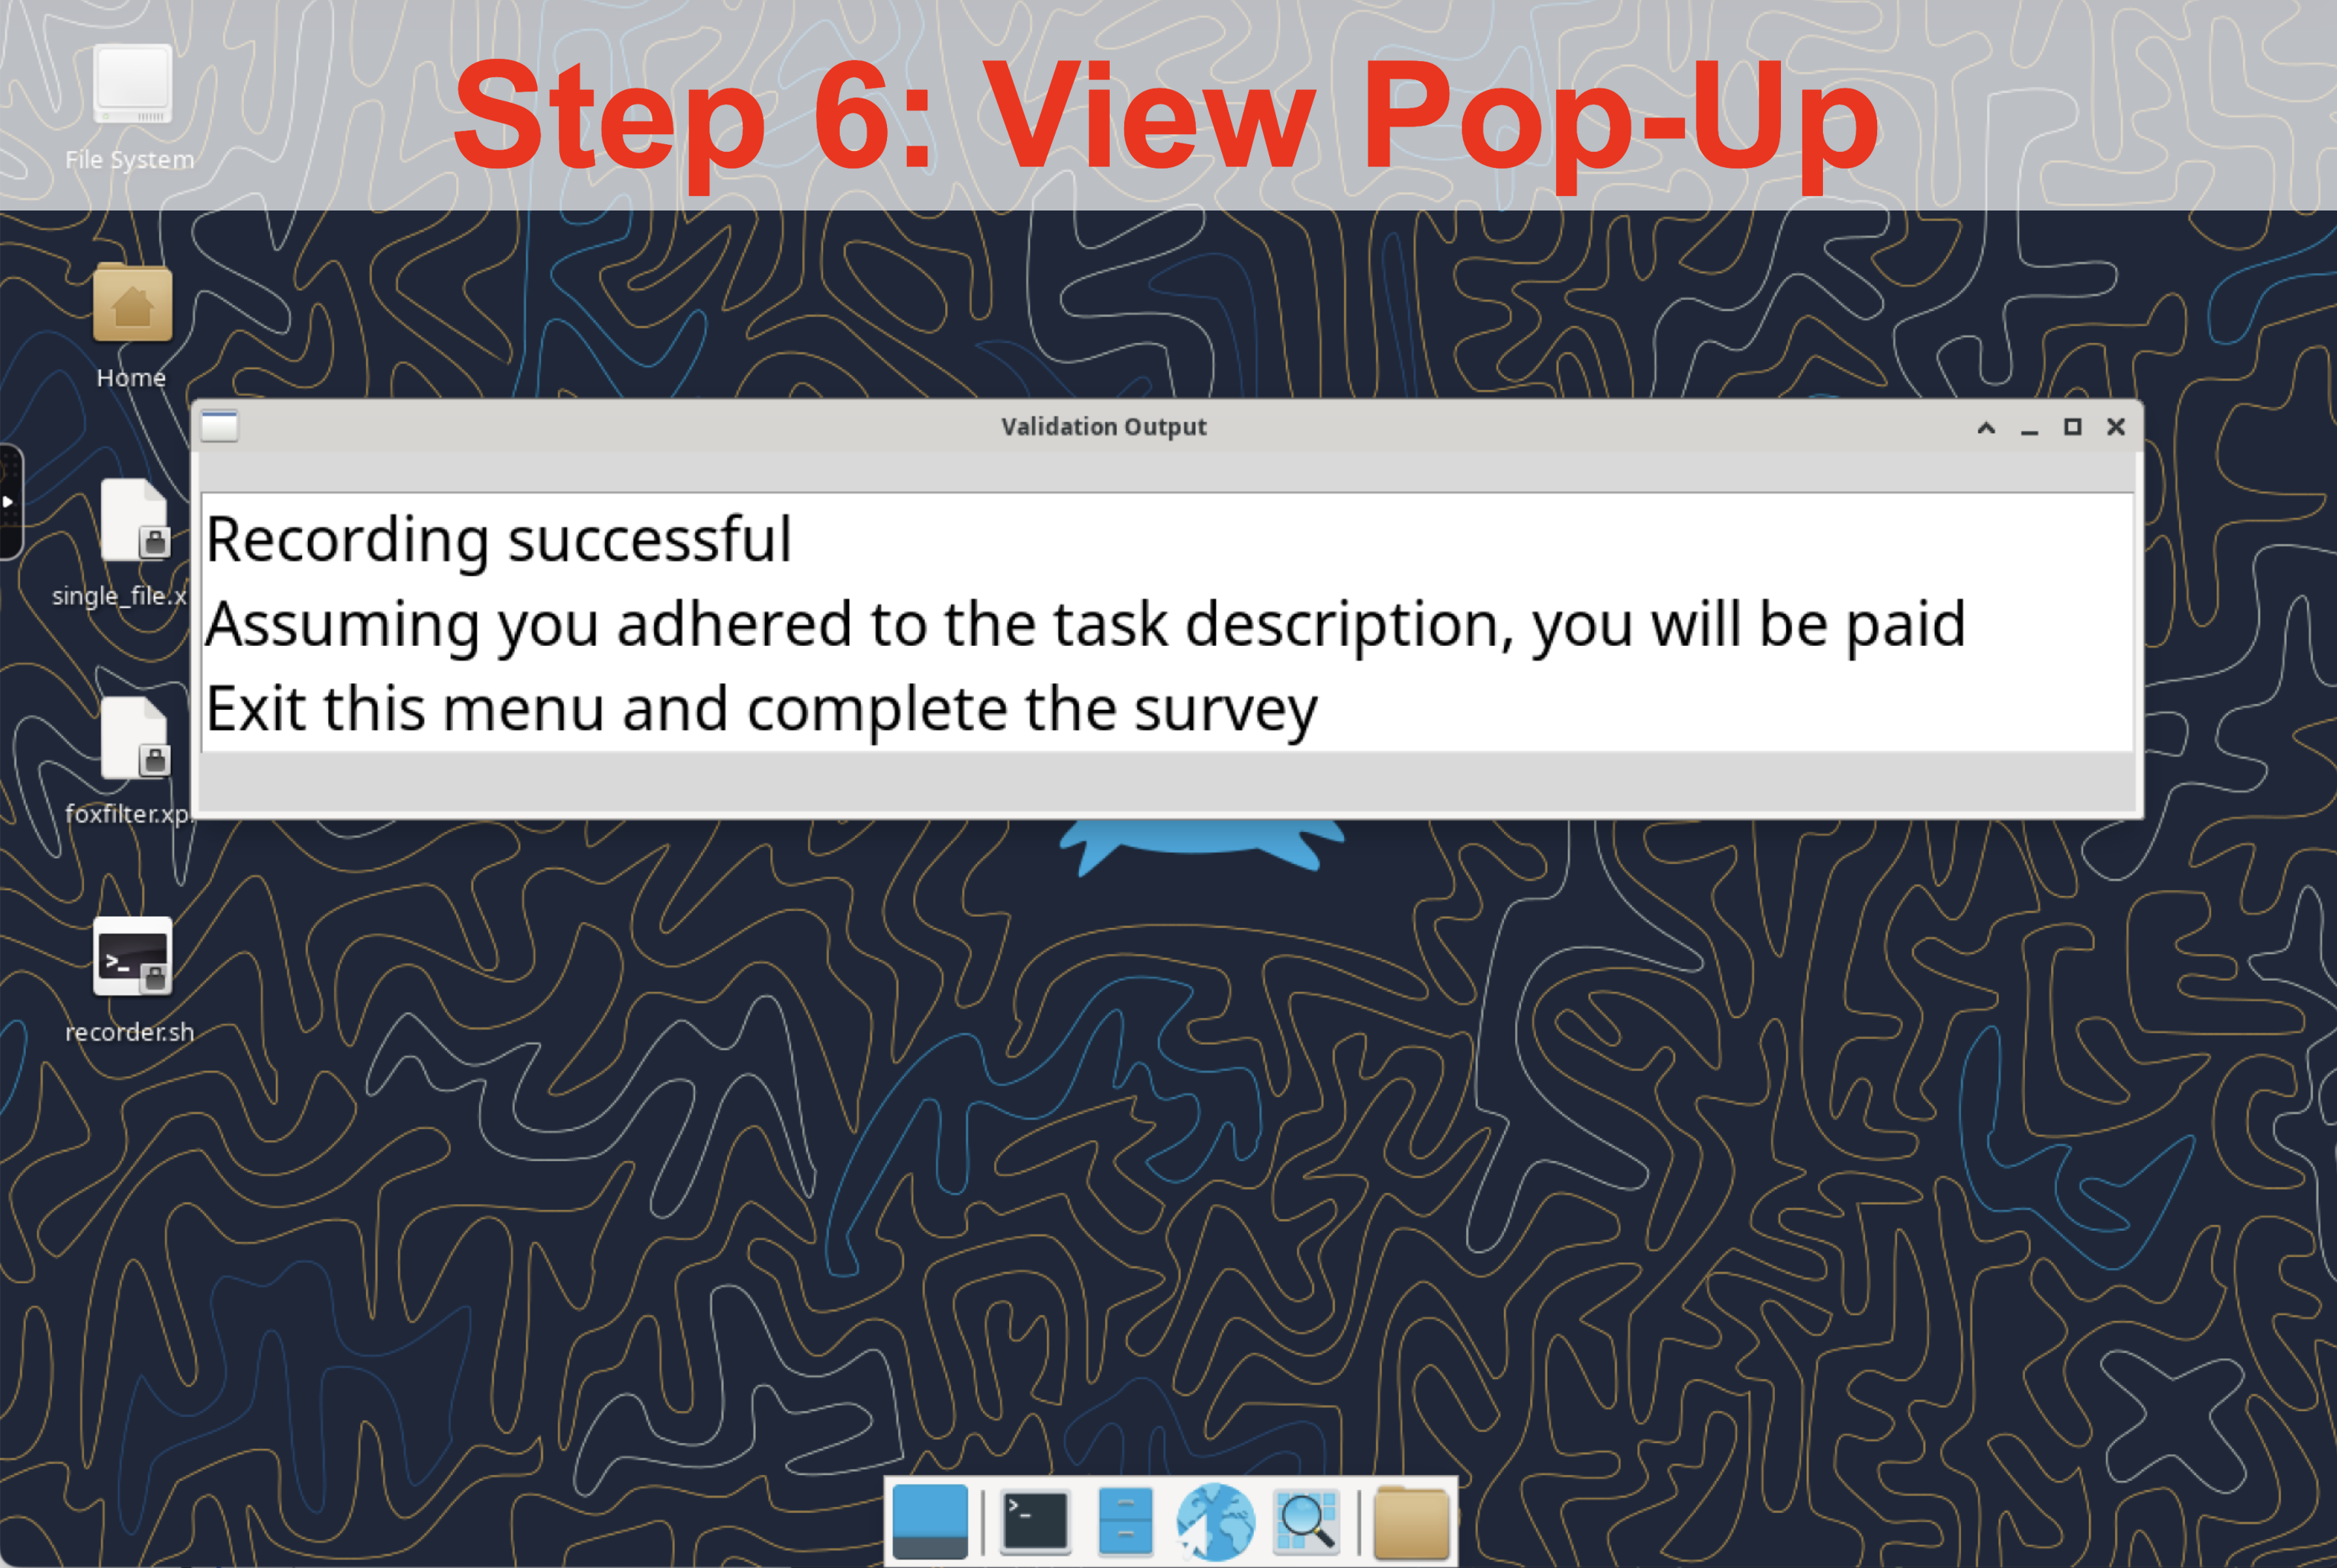 Step 6: View Pop-Up
File System
Home
Validation Output
Recording successful
Assuming you adhered to the task description, you will be paid
Exit this menu and complete the survey
single_file.x
foxfilter.xp
recorder.sh